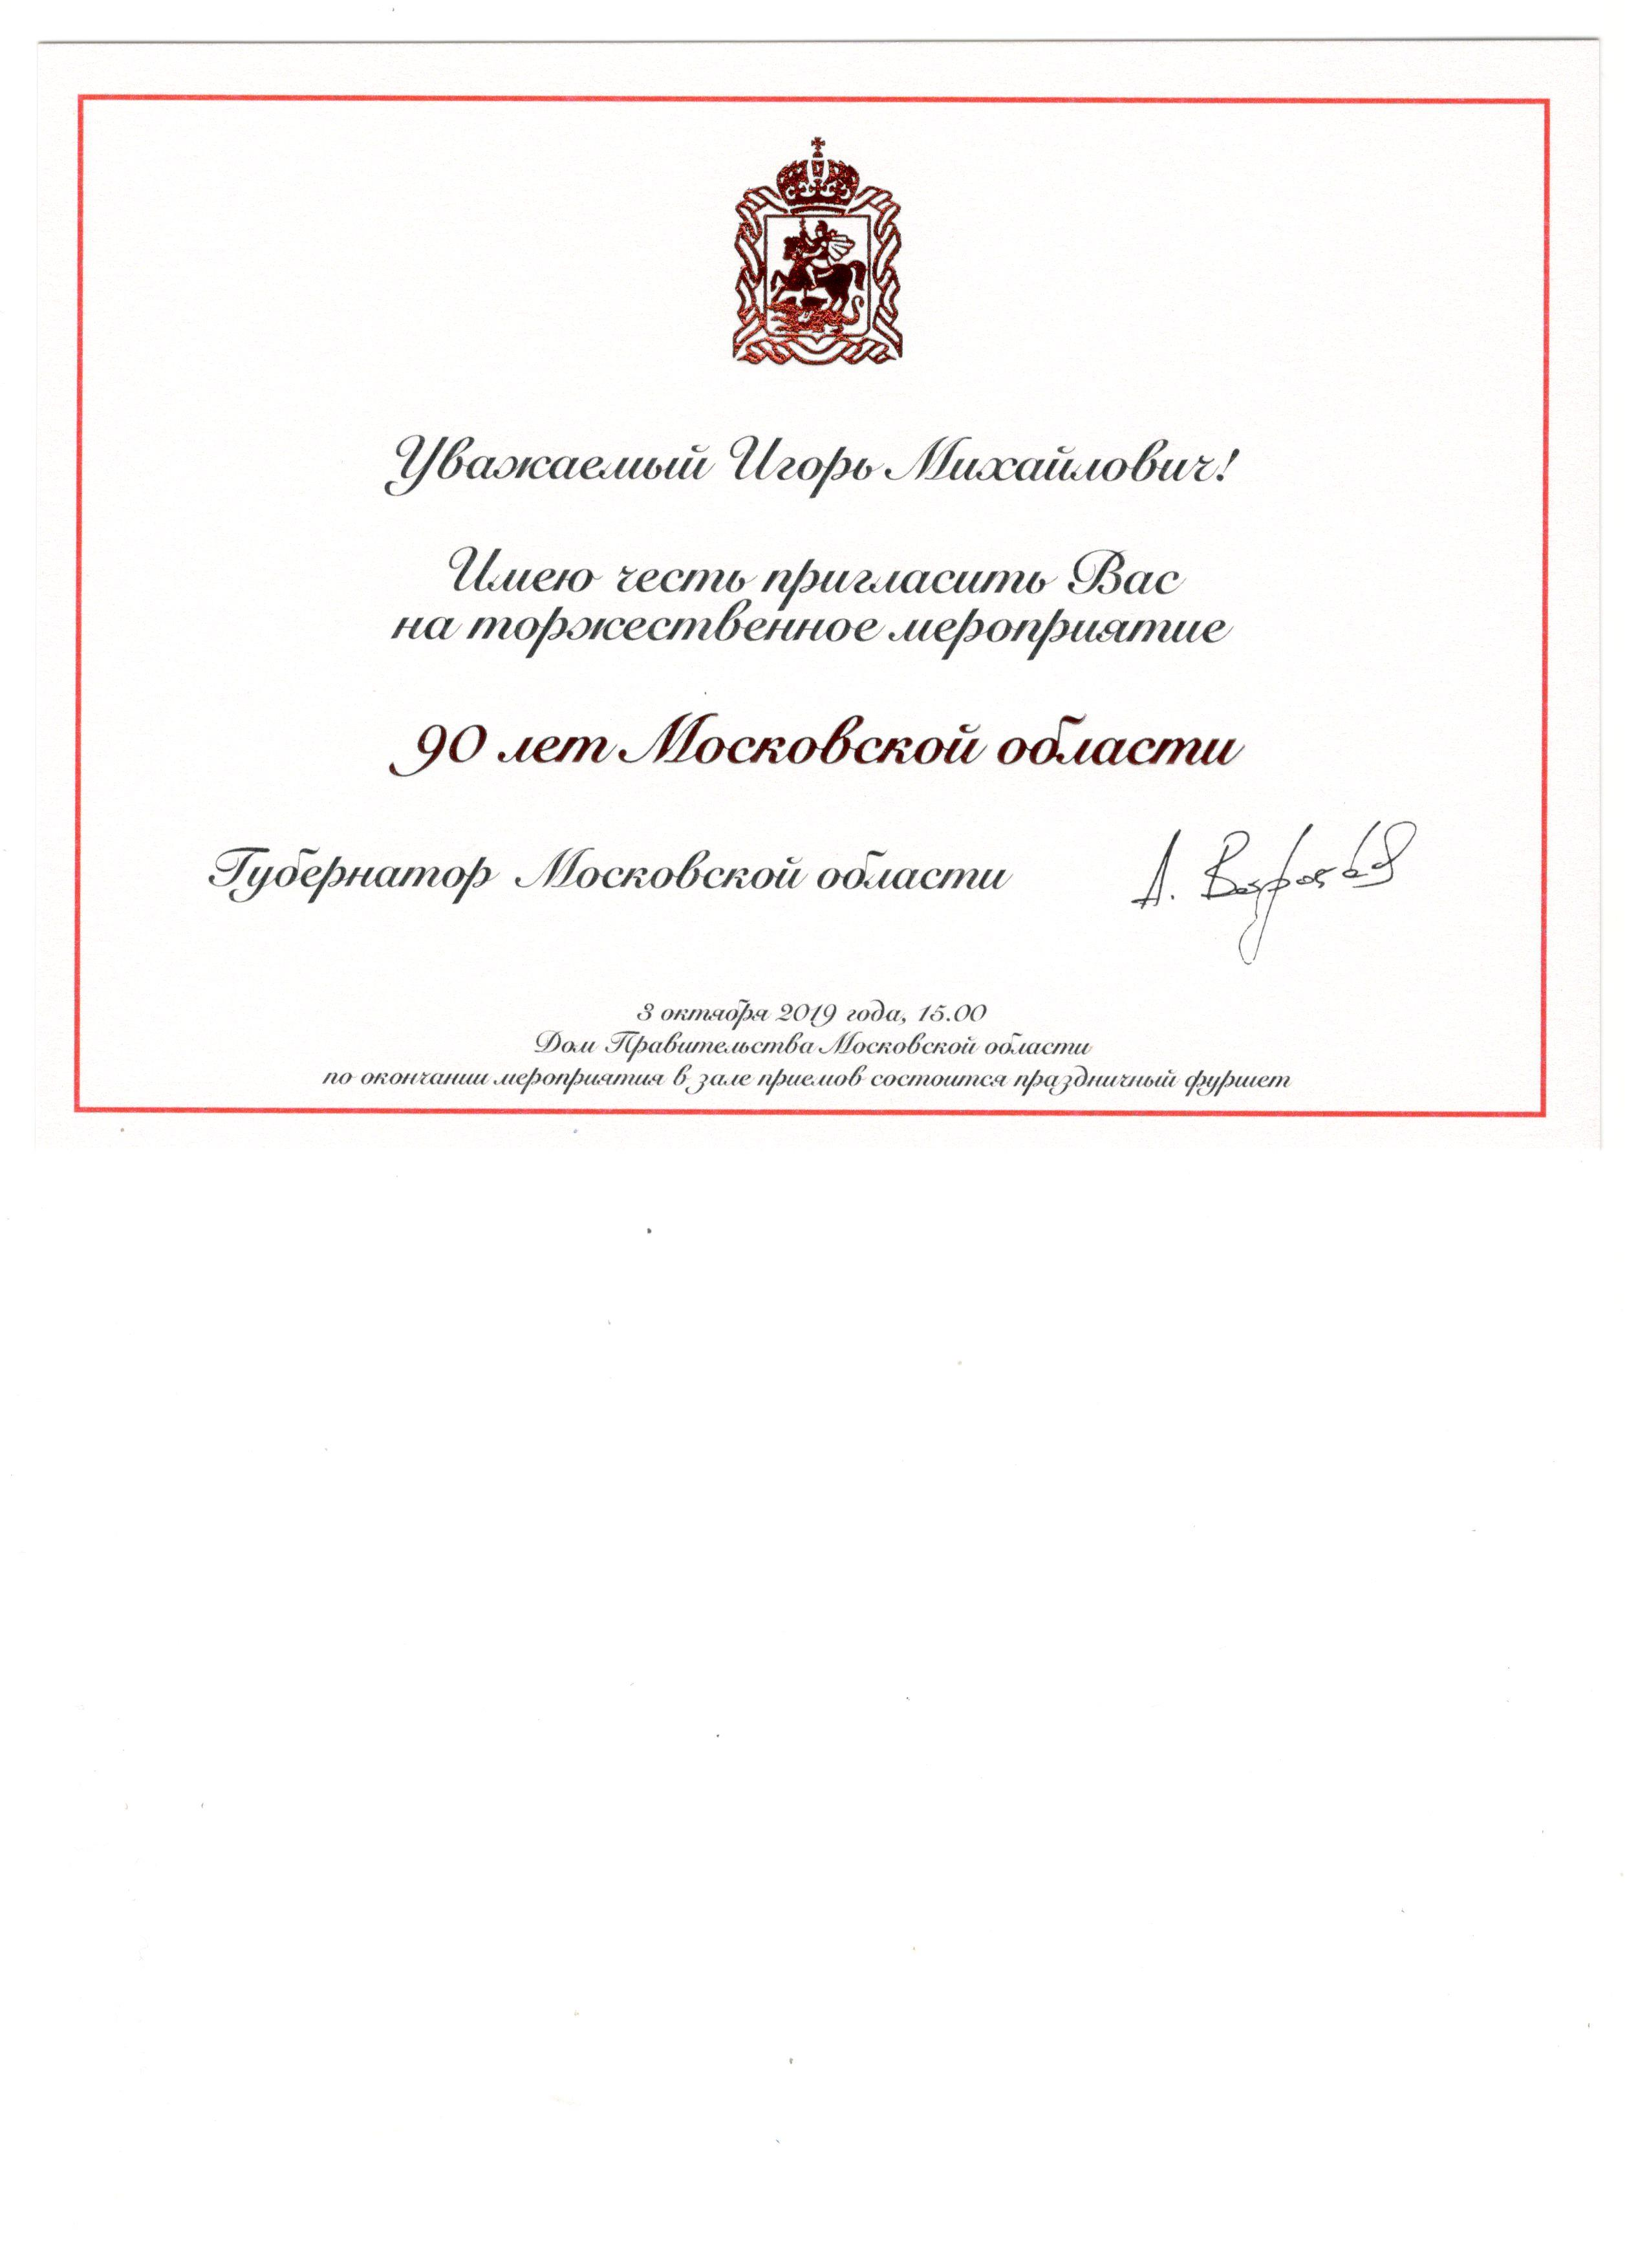 Уважаемый Игорь Михайлович!
Имею честь пригласить Вас
на торжественное мероприятие
90 лет Московской области
Губернатор Московской области
А. Воробьёв
3 октября 2019 года, 15.00
Дом Правительства Московской области
по окончании мероприятия в зале приемов состоится праздничный фуршет